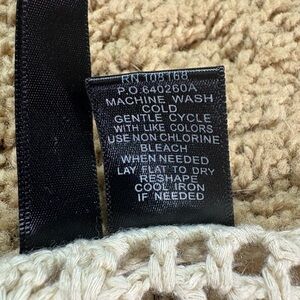 RN 108168
P.O.640260A
MACHINE WASH
COLD
GENTLE CYCLE
WITH LIKE COLORS
USE NON CHLORINE
BLEACH
WHEN NEEDED
LAY FLAT TO DRY
RESHAPE
COOL IRON
IF NEEDED